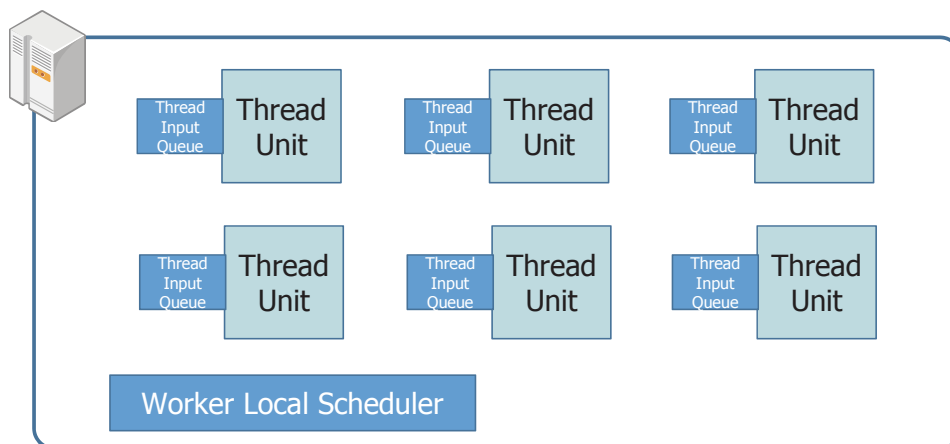 Thread
Input
Queue
Thread
Unit
Thread
Input
Queue
Thread
Unit
Thread
Input
Queue
Thread
Unit
Thread
Input
Queue
Thread
Unit
Thread
Input
Queue
Thread
Unit
Thread
Input
Queue
Thread
Unit
Worker Local Scheduler